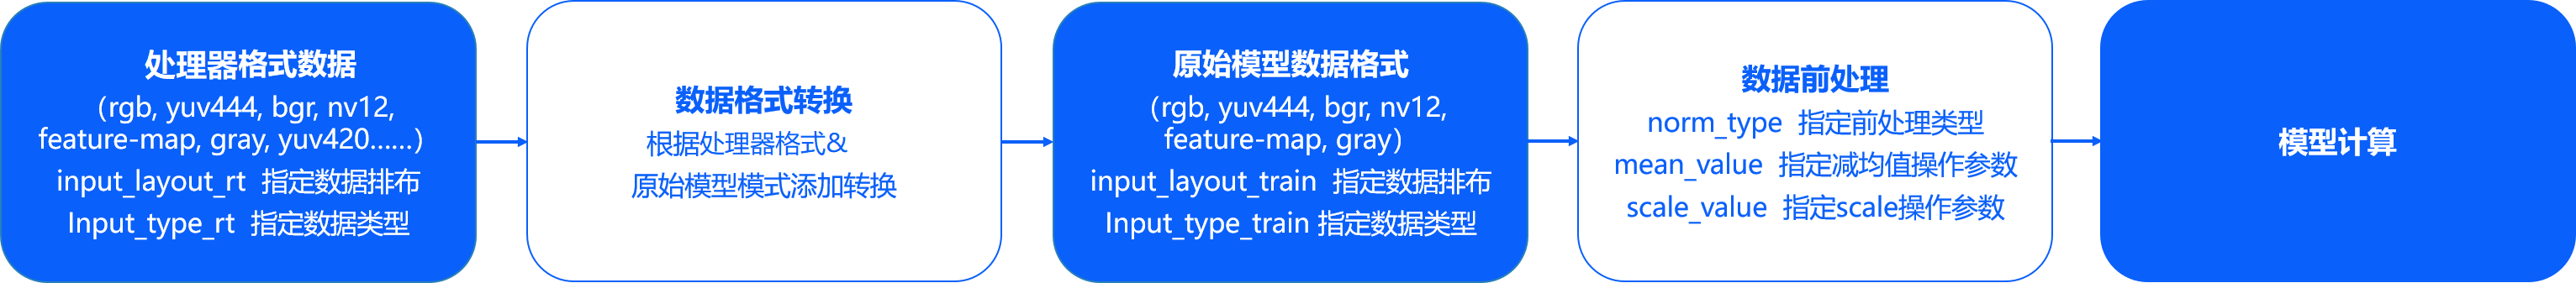 处理器格式数据
（rgb, yuv444, bgr, nv12,
feature-map, gray, yuv420......）
input_layout_rt 指定数据排布
Input_type_rt 指定数据类型
数据格式转换
根据处理器格式&
原始模型模式添加转换
原始模型数据格式
（rgb, yuv444, bgr, nv12,
feature-map, gray）
input_layout_train 指定数据排布
Input_type_train 指定数据类型
数据前处理
norm_type 指定前处理类型
mean_value 指定减均值操作参数
scale_value 指定scale操作参数
模型计算